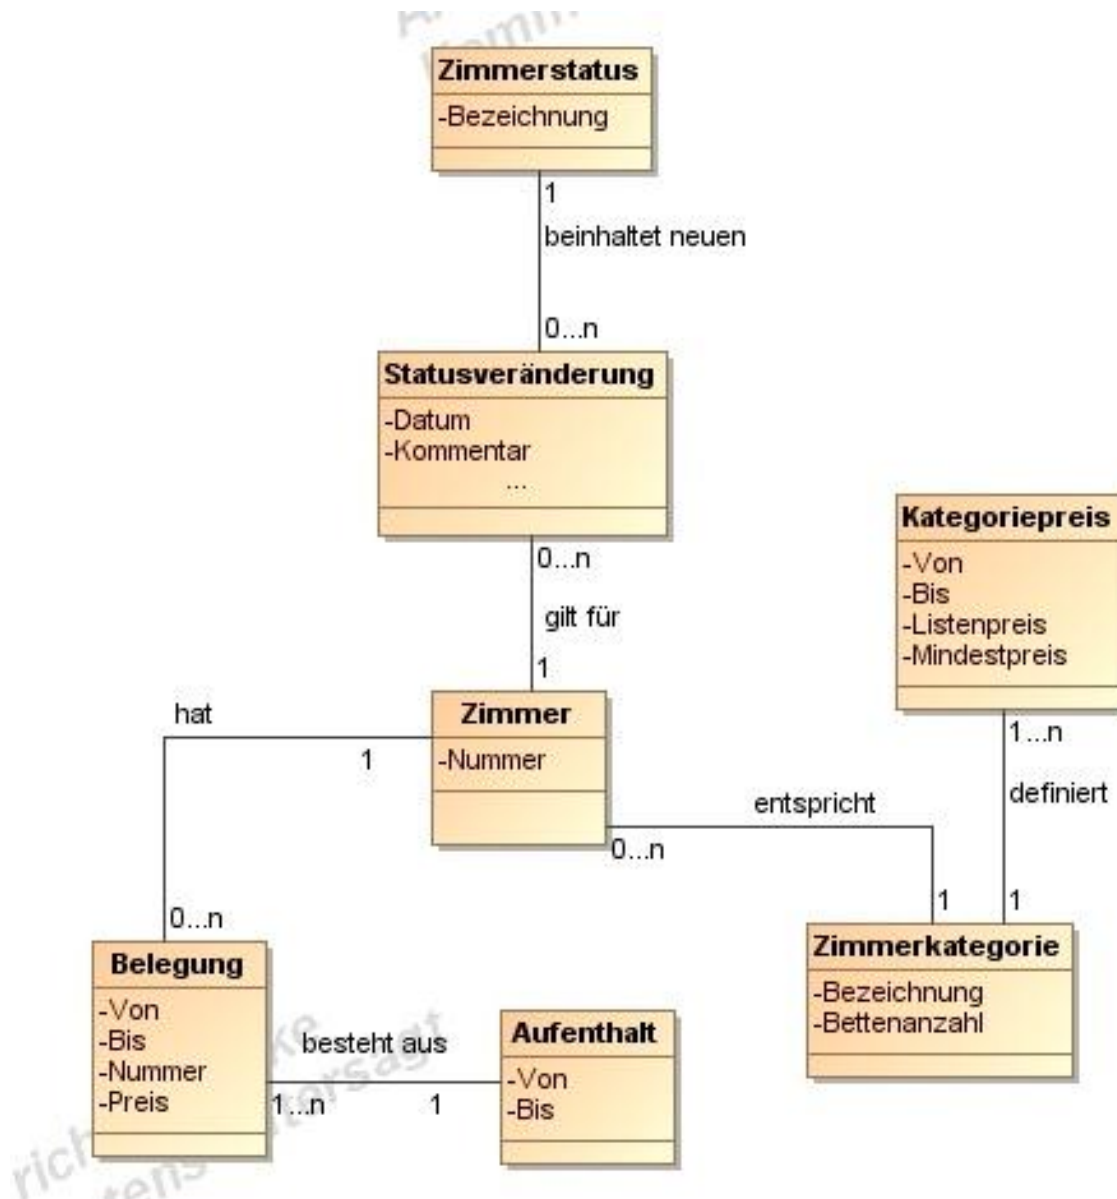 Zimmerstatus
-Bezeichnung
1
beinhaltet neuen
0...n
Statusveränderung
-Datum
-Kommentar
...
0...n
gilt für
1
Kategoriepreis
-Von
-Bis
-Listenpreis
-Mindestpreis
1...n
definiert
1
Zimmer
-Nummer
hat
1
0...n
entspricht
0...n
1
Zimmerkategorie
-Bezeichnung
-Bettenanzahl
Belegung
-Von
-Bis
-Nummer
-Preis
besteht aus
1...n
1
Aufenthalt
-Von
-Bis